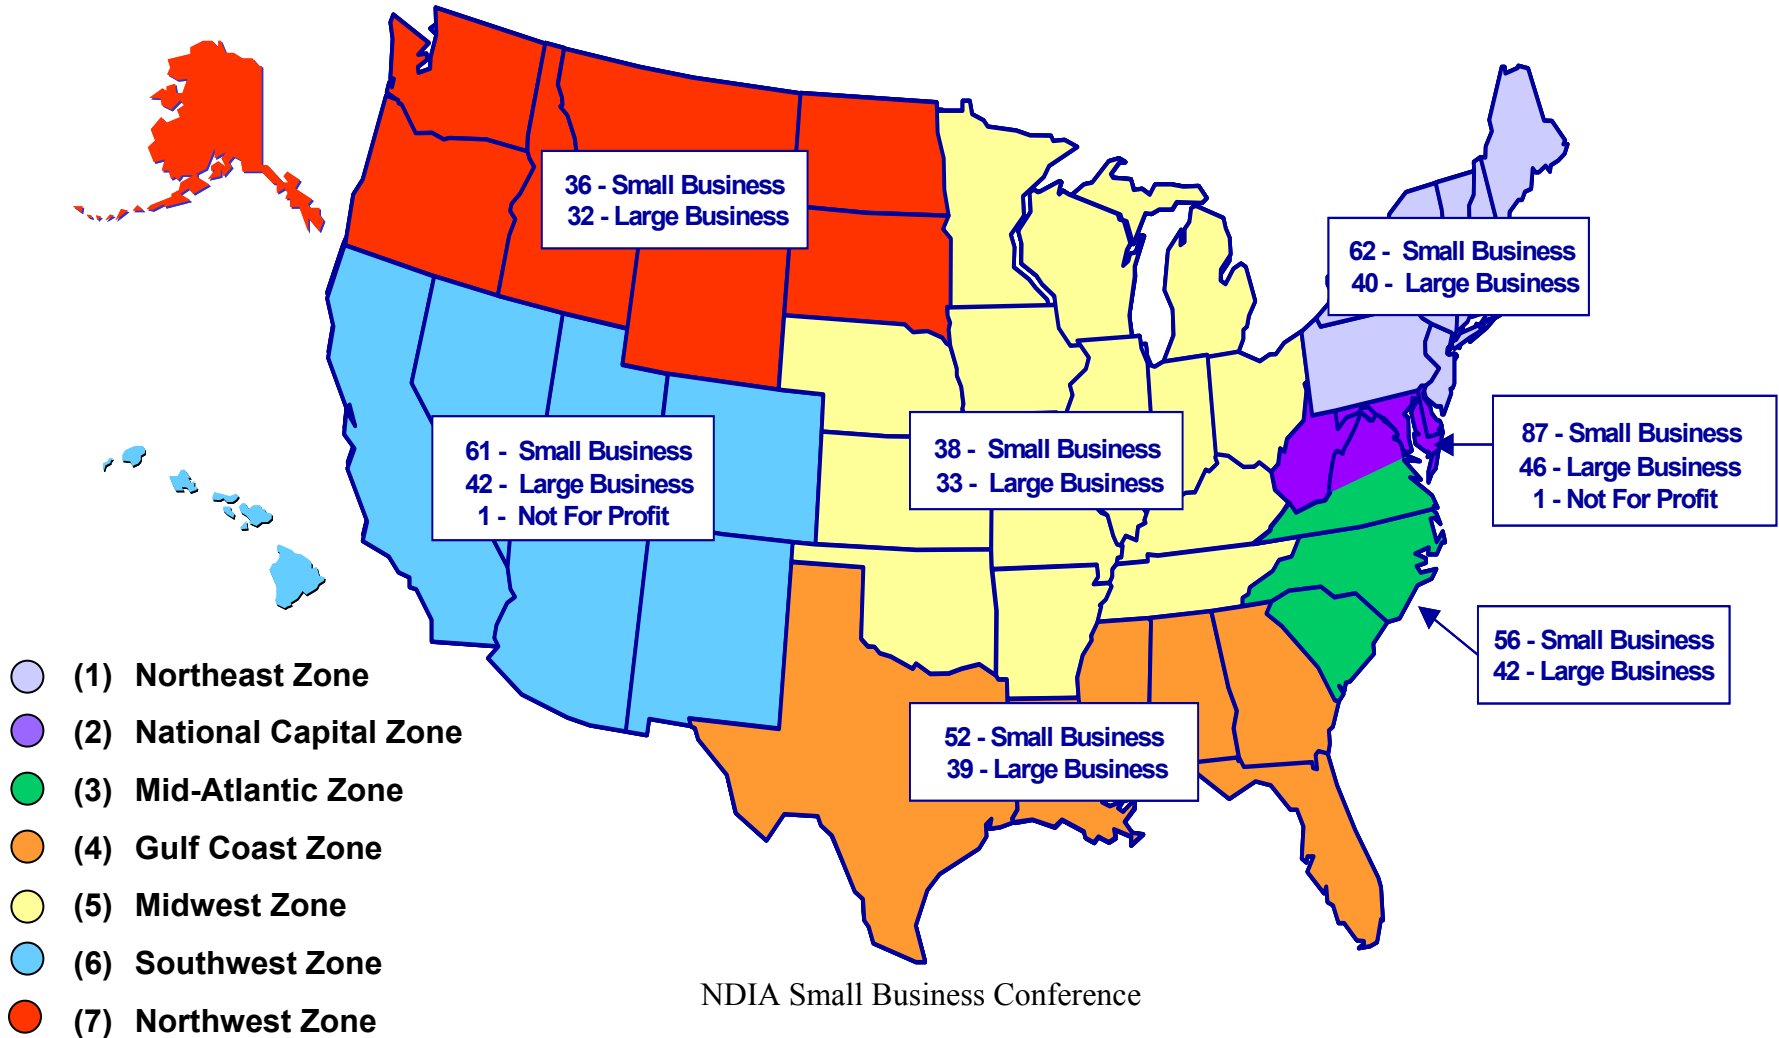 36 - Small Business
32 - Large Business
62 - Small Business
40 - Large Business
61 - Small Business
42 - Large Business
1 - Not For Profit
38 - Small Business
33 - Large Business
87 - Small Business
46 - Large Business
1 - Not For Profit
56 - Small Business
42 - Large Business
52 - Small Business
39 - Large Business
(1) Northeast Zone
(2) National Capital Zone
(3) Mid-Atlantic Zone
(4) Gulf Coast Zone
(5) Midwest Zone
(6) Southwest Zone
(7) Northwest Zone
NDIA Small Business Conference